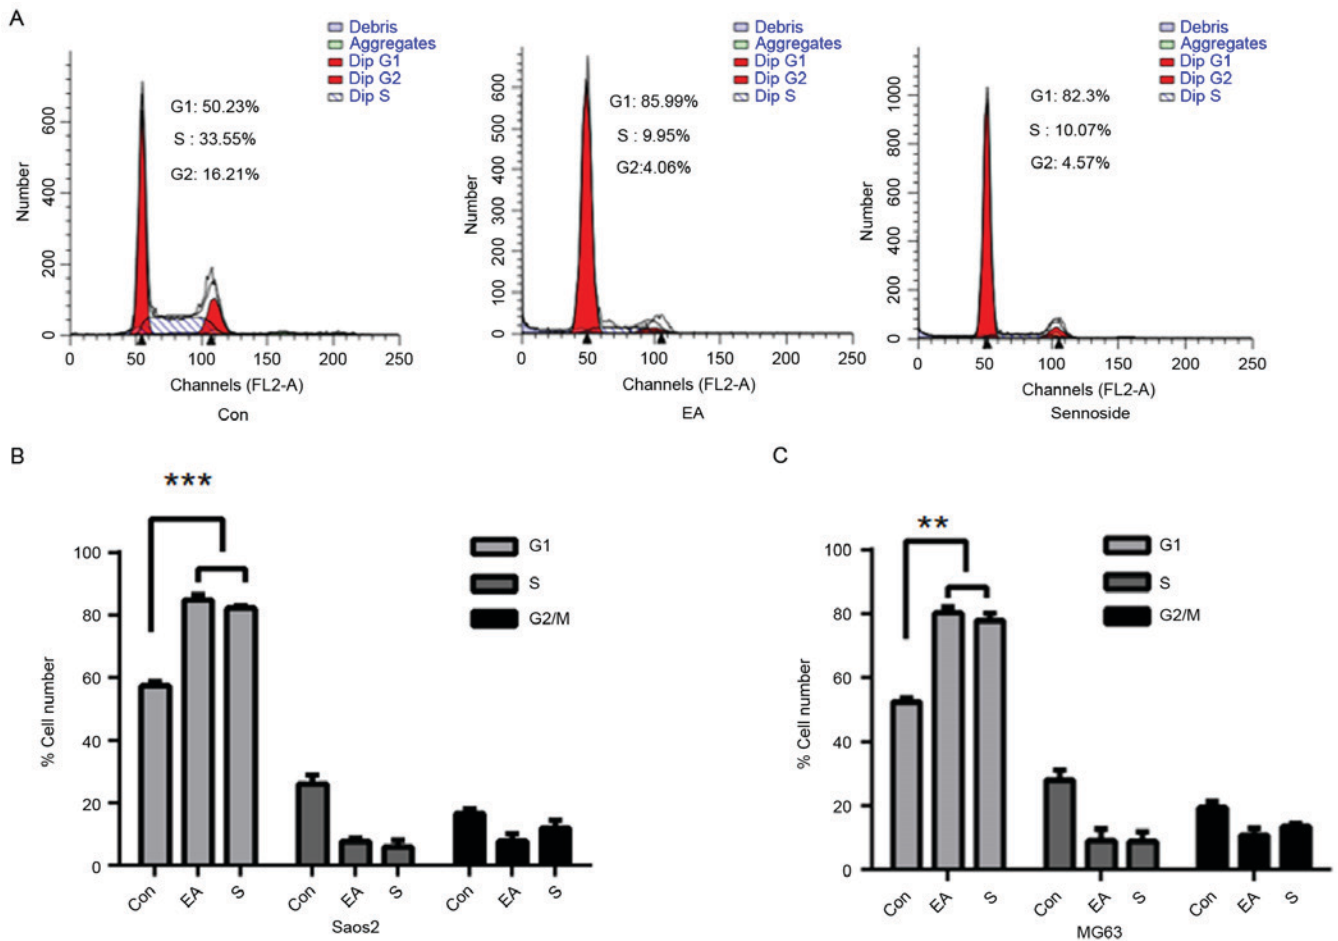 A
Debris
Aggregates
Dip G1
Dip G2
Dip S
G1: 50.23%
S : 33.55%
G2: 16.21%
Number
600
400
200
0
0 50 100 150 200 250
Channels (FL2-A)
Con
Debris
Aggregates
Dip G1
Dip G2
Dip S
G1: 85.99%
S : 9.95%
G2:4.06%
Number
600
500
400
300
200
100
0
0 50 100 150 200 250
Channels (FL2-A)
EA
Debris
Aggregates
Dip G1
Dip G2
Dip S
G1: 82.3%
S : 10.07%
G2: 4.57%
Number
1000
800
600
400
200
0
0 50 100 150 200 250
Channels (FL2-A)
Sennoside
B
***
G1
S
G2/M
% Cell number
100
80
60
40
20
0
Con EA S Con EA S Con EA S
Saos2
C
**
G1
S
G2/M
% Cell number
100
80
60
40
20
0
Con EA S Con EA S Con EA S
MG63